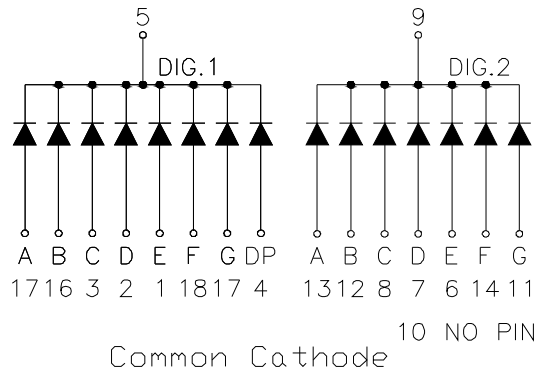 5 9
DIG.1 DIG.2
A B C D E F G DP A B C D E F G
17 16 3 2 1 18 17 4 13 12 8 7 6 14 11
10 NO PIN
Common Cathode